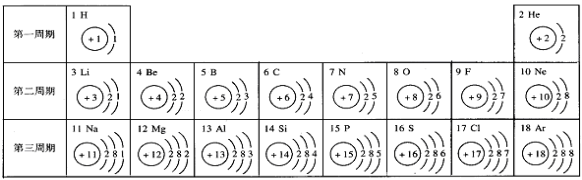 第一周期 1 H +1 1 2 He +2 2
第二周期 3 Li +3 2 1 4 Be +4 2 2 5 B +5 2 3 6 C +6 2 4 7 N +7 2 5 8 O +8 2 6 9 F +9 2 7 10 Ne +10 2 8
第三周期 11 Na +11 2 8 1 12 Mg +12 2 8 2 13 Al +13 2 8 3 14 Si +14 2 8 4 15 P +15 2 8 5 16 S +16 2 8 6 17 Cl +17 2 8 7 18 Ar +18 2 8 8